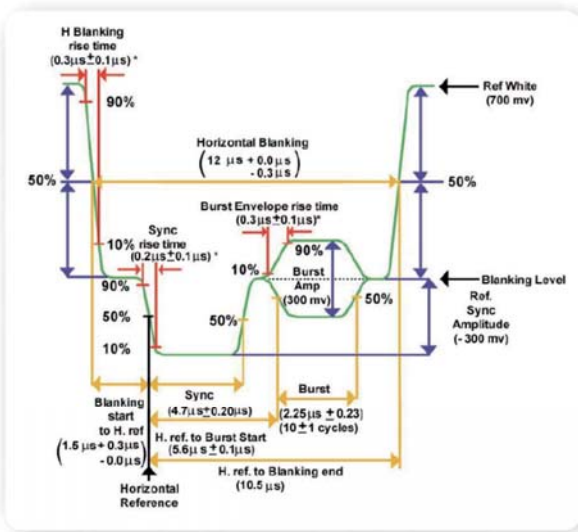 H Blanking
rise time
(0.3µs±0.1µs) *
90%
Ref White
(700 mv)
Horizontal Blanking
(12 µs + 0.0µs
- 0.3µs)
50%
50%
Burst Envelope rise time
(0.3µs±0.1µs)*
Sync
rise time
(0.2µs±0.1µs) *
10%
90%
90%
10%
Burst
Amp
(300 mv)
Blanking Level
50%
50%
50%
Ref.
Sync
Amplitude
(-300 mv)
10%
Sync
(4.7µs±0.20µs)
Burst
(2.25µs ± 0.23)
(10±1 cycles)
Blanking
start
to H. ref
(1.5 µs+ 0.3µs
- 0.0µs)
H. ref. to Burst Start
(5.6µ s ± 0.1µs)
H. ref. to Blanking end
(10.5 µs)
Horizontal
Reference